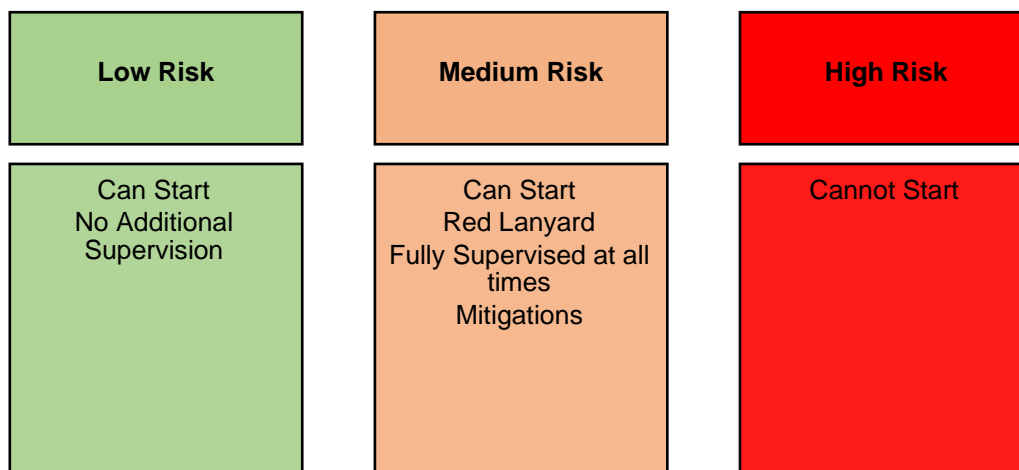 Low Risk
Medium Risk
High Risk
Can Start
No Additional
Supervision
Can Start
Red Lanyard
Fully Supervised at all
times
Mitigations
Cannot Start